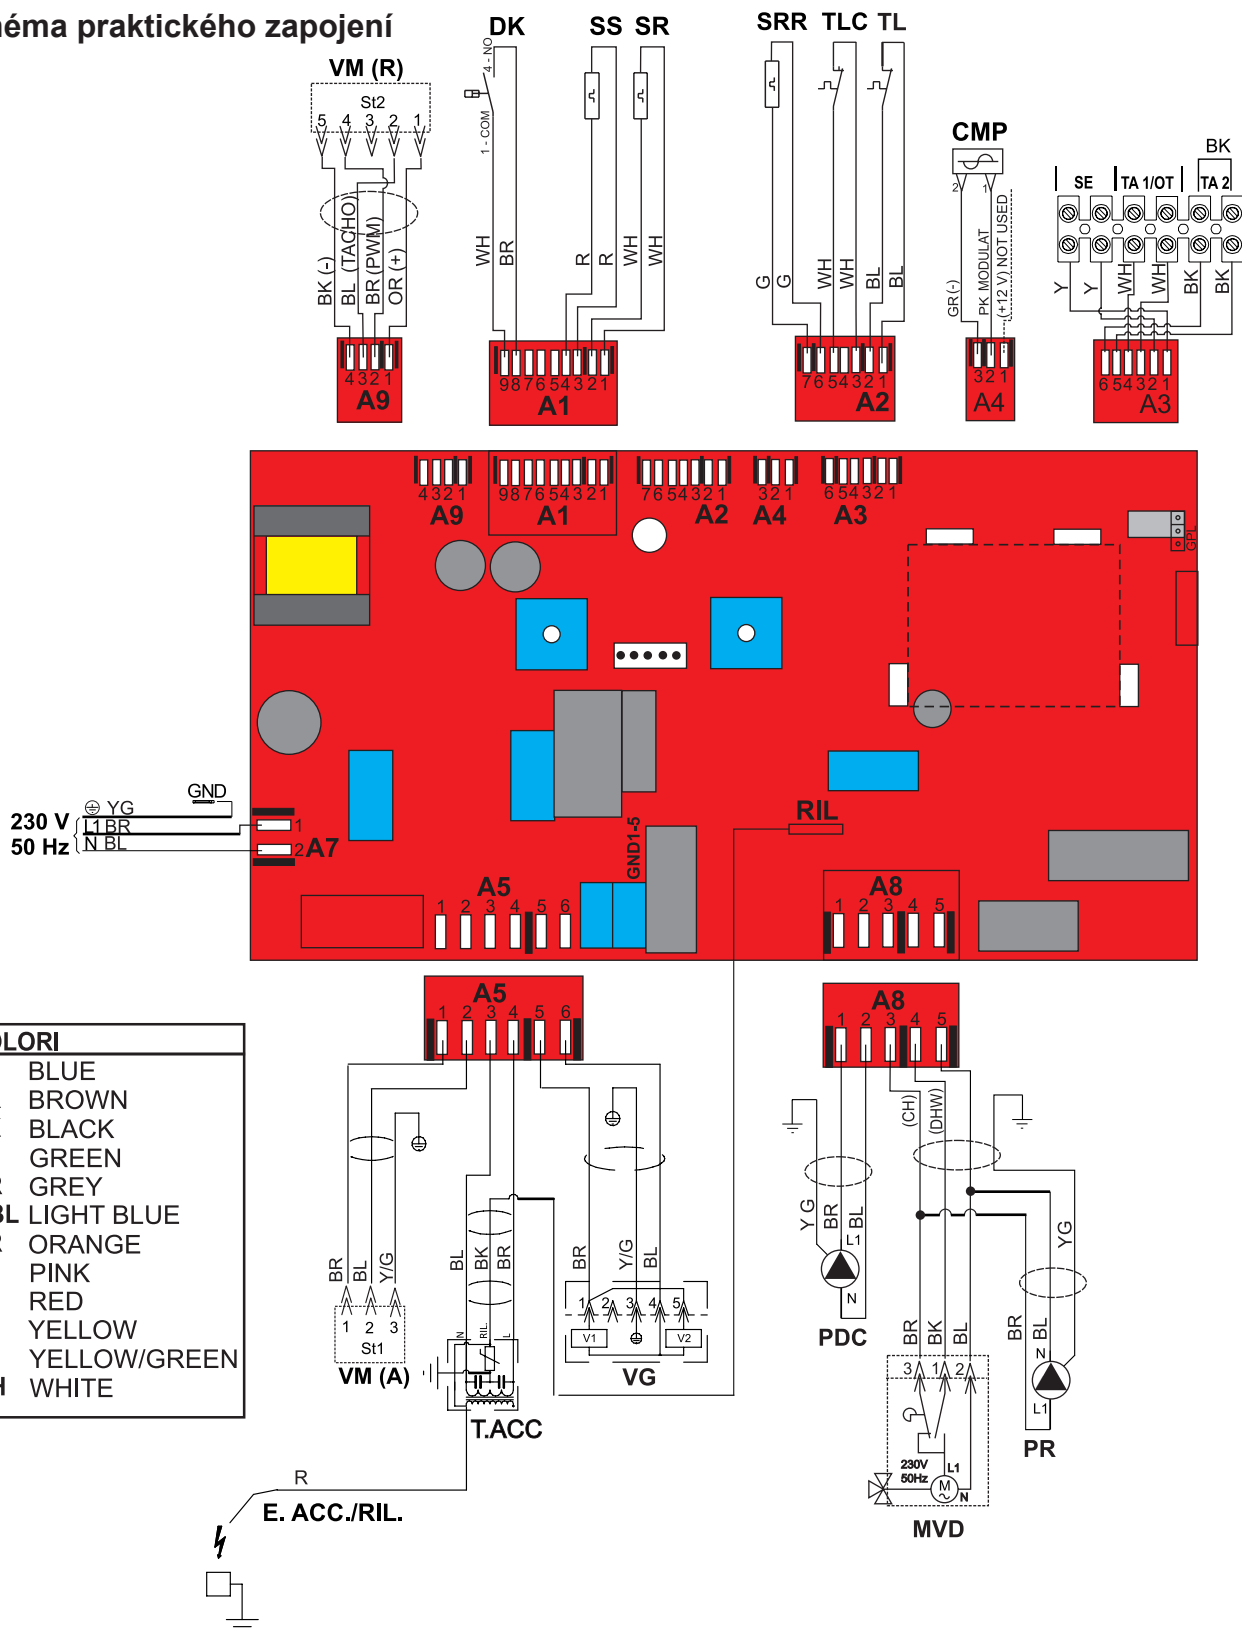 néma praktického zapojení
DK SS SR SRR TLC TL
VM (R)
St2
5 4 3 2 1
4 - NO
1 - COM
CMP
2 1
BK
SE TA 1/OT TA 2
BK (-)
BL (TACHO)
BR (PWM)
OR (+)
WH
BR
R
R
WH
WH
G
G
WH
WH
BL
BL
GR (-)
PK MODULAT
(+12 V) NOT USED
Y
Y
WH
WH
BK
BK
4 3 2 1
A9
9 8 7 6 5 4 3 2 1
A1
7 6 5 4 3 2 1
A2
3 2 1
A4
6 5 4 3 2 1
A3
4 3 2 1
A9
9 8 7 6 5 4 3 2 1
A1
7 6 5 4 3 2 1
A2
3 2 1
A4
6 5 4 3 2 1
A3
GPL
230 V
50 Hz
GND
YG
L1 BR
N BL
1
2
A7
RIL
GND1-5
A5
1 2 3 4 5 6
A8
1 2 3 4 5
A5
1 2 3 4 5 6
A8
1 2 3 4 5
(CH)
(DHW)
OLORI
BLUE
BROWN
BLACK
GREEN
R GREY
BL LIGHT BLUE
R ORANGE
PINK
RED
YELLOW
YELLOW/GREEN
H WHITE
BR
BL
Y/G
1 2 3
St1
VM (A)
BL
BK
BR
N
RIL.
L
T.ACC
BR
Y/G
BL
1 2 3 4 5
V1 V2
VG
Y G
BR
BL
L1
N
PDC
BR
BK
BL
3 1 2
230V
50Hz
L1
M
N
MVD
BR
BL
YG
N
L1
PR
R
E. ACC./RIL.